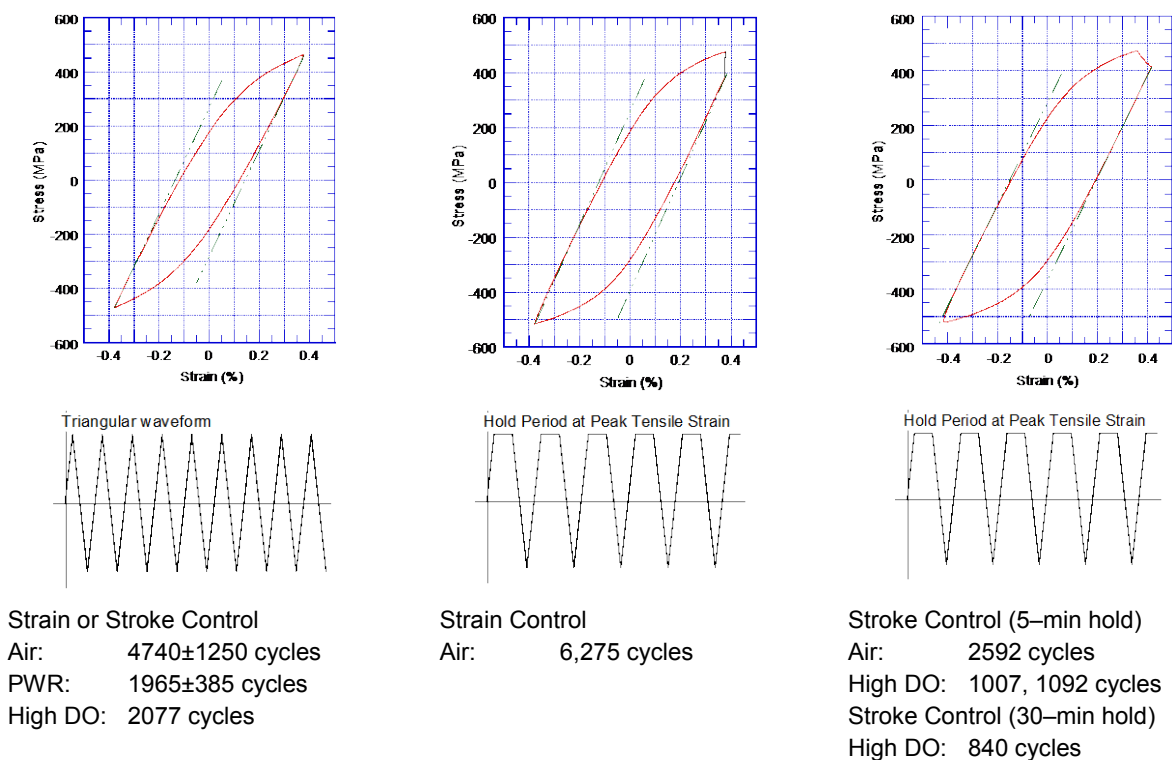 600
400
200
0
-200
-400
-600
Stress (MPa)
-0.4 -0.2 0 0.2 0.4
Strain (%)
600
400
200
0
-200
-400
-600
Stress (MPa)
-0.4 -0.2 0 0.2 0.4
Strain (%)
600
400
200
0
-200
-400
-600
Stress (MPa)
-0.4 -0.2 0 0.2 0.4
Strain (%)
Triangular waveform
Hold Period at Peak Tensile Strain
Hold Period at Peak Tensile Strain
Strain or Stroke Control
Air: 4740±1250 cycles
PWR: 1965±385 cycles
High DO: 2077 cycles
Strain Control
Air: 6,275 cycles
Stroke Control (5–min hold)
Air: 2592 cycles
High DO: 1007, 1092 cycles
Stroke Control (30–min hold)
High DO: 840 cycles